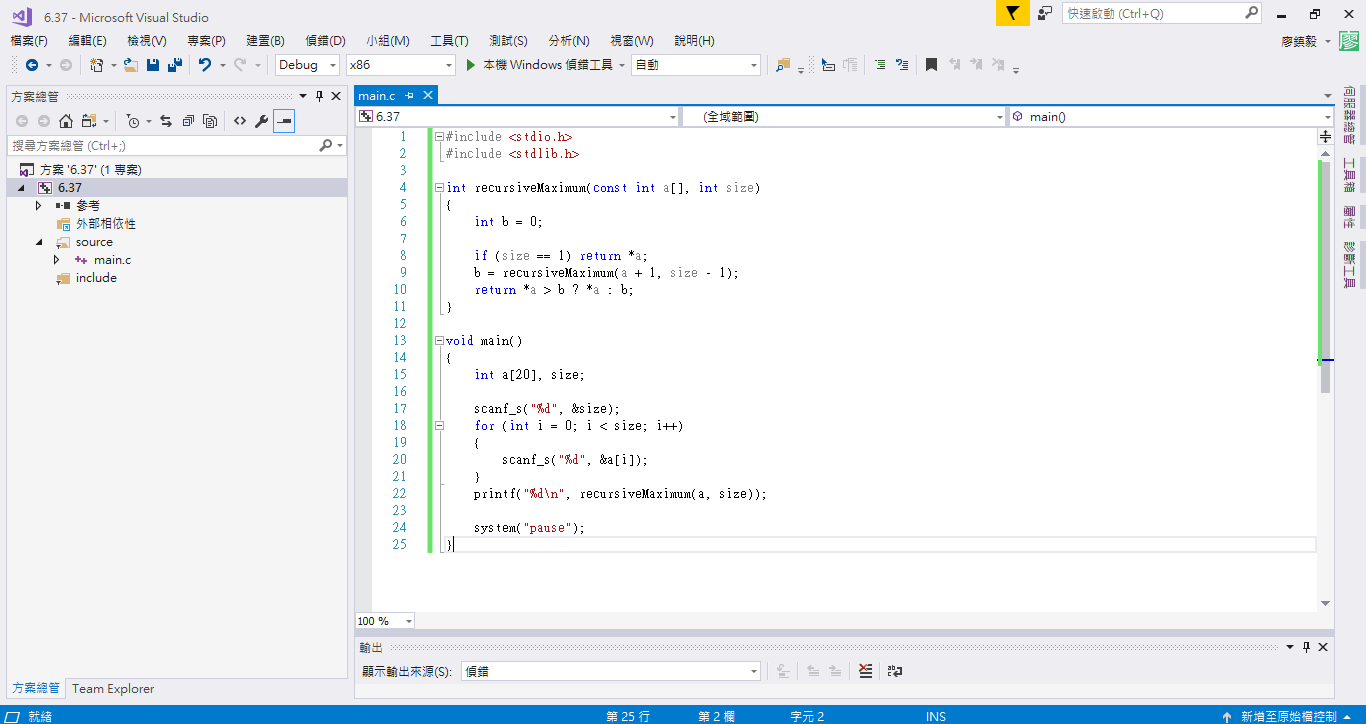 6.37 - Microsoft Visual Studio
快速啟動 (Ctrl+Q)
檔案(F) 編輯(E) 檢視(V) 專案(P) 建置(B) 偵錯(D) 小組(M) 工具(T) 測試(S) 分析(N) 視窗(W) 說明(H)
廖鎮毅 廖
Debug x86 本機 Windows 偵錯工具 自動
方案總管
搜尋方案總管 (Ctrl+;)
方案 '6.37' (1 專案)
6.37
參考
外部相依性
source
main.c
include
方案總管 Team Explorer
main.c
6.37 (全域範圍) main()
1 #include <stdio.h>
2 #include <stdlib.h>
3
4 int recursiveMaximum(const int a[], int size)
5 {
6 int b = 0;
7
8 if (size == 1) return *a;
9 b = recursiveMaximum(a + 1, size - 1);
10 return *a > b ? *a : b;
11 }
12
13 void main()
14 {
15 int a[20], size;
16
17 scanf_s("%d", &size);
18 for (int i = 0; i < size; i++)
19 {
20 scanf_s("%d", &a[i]);
21 }
22 printf("%d\n", recursiveMaximum(a, size));
23
24 system("pause");
25 }
100 %
輸出
顯示輸出來源(S): 偵錯
伺服器總管
工具箱
屬性
診斷工具
就緒 第 25 行 第 2 欄 字元 2 INS 新增至原始檔控制